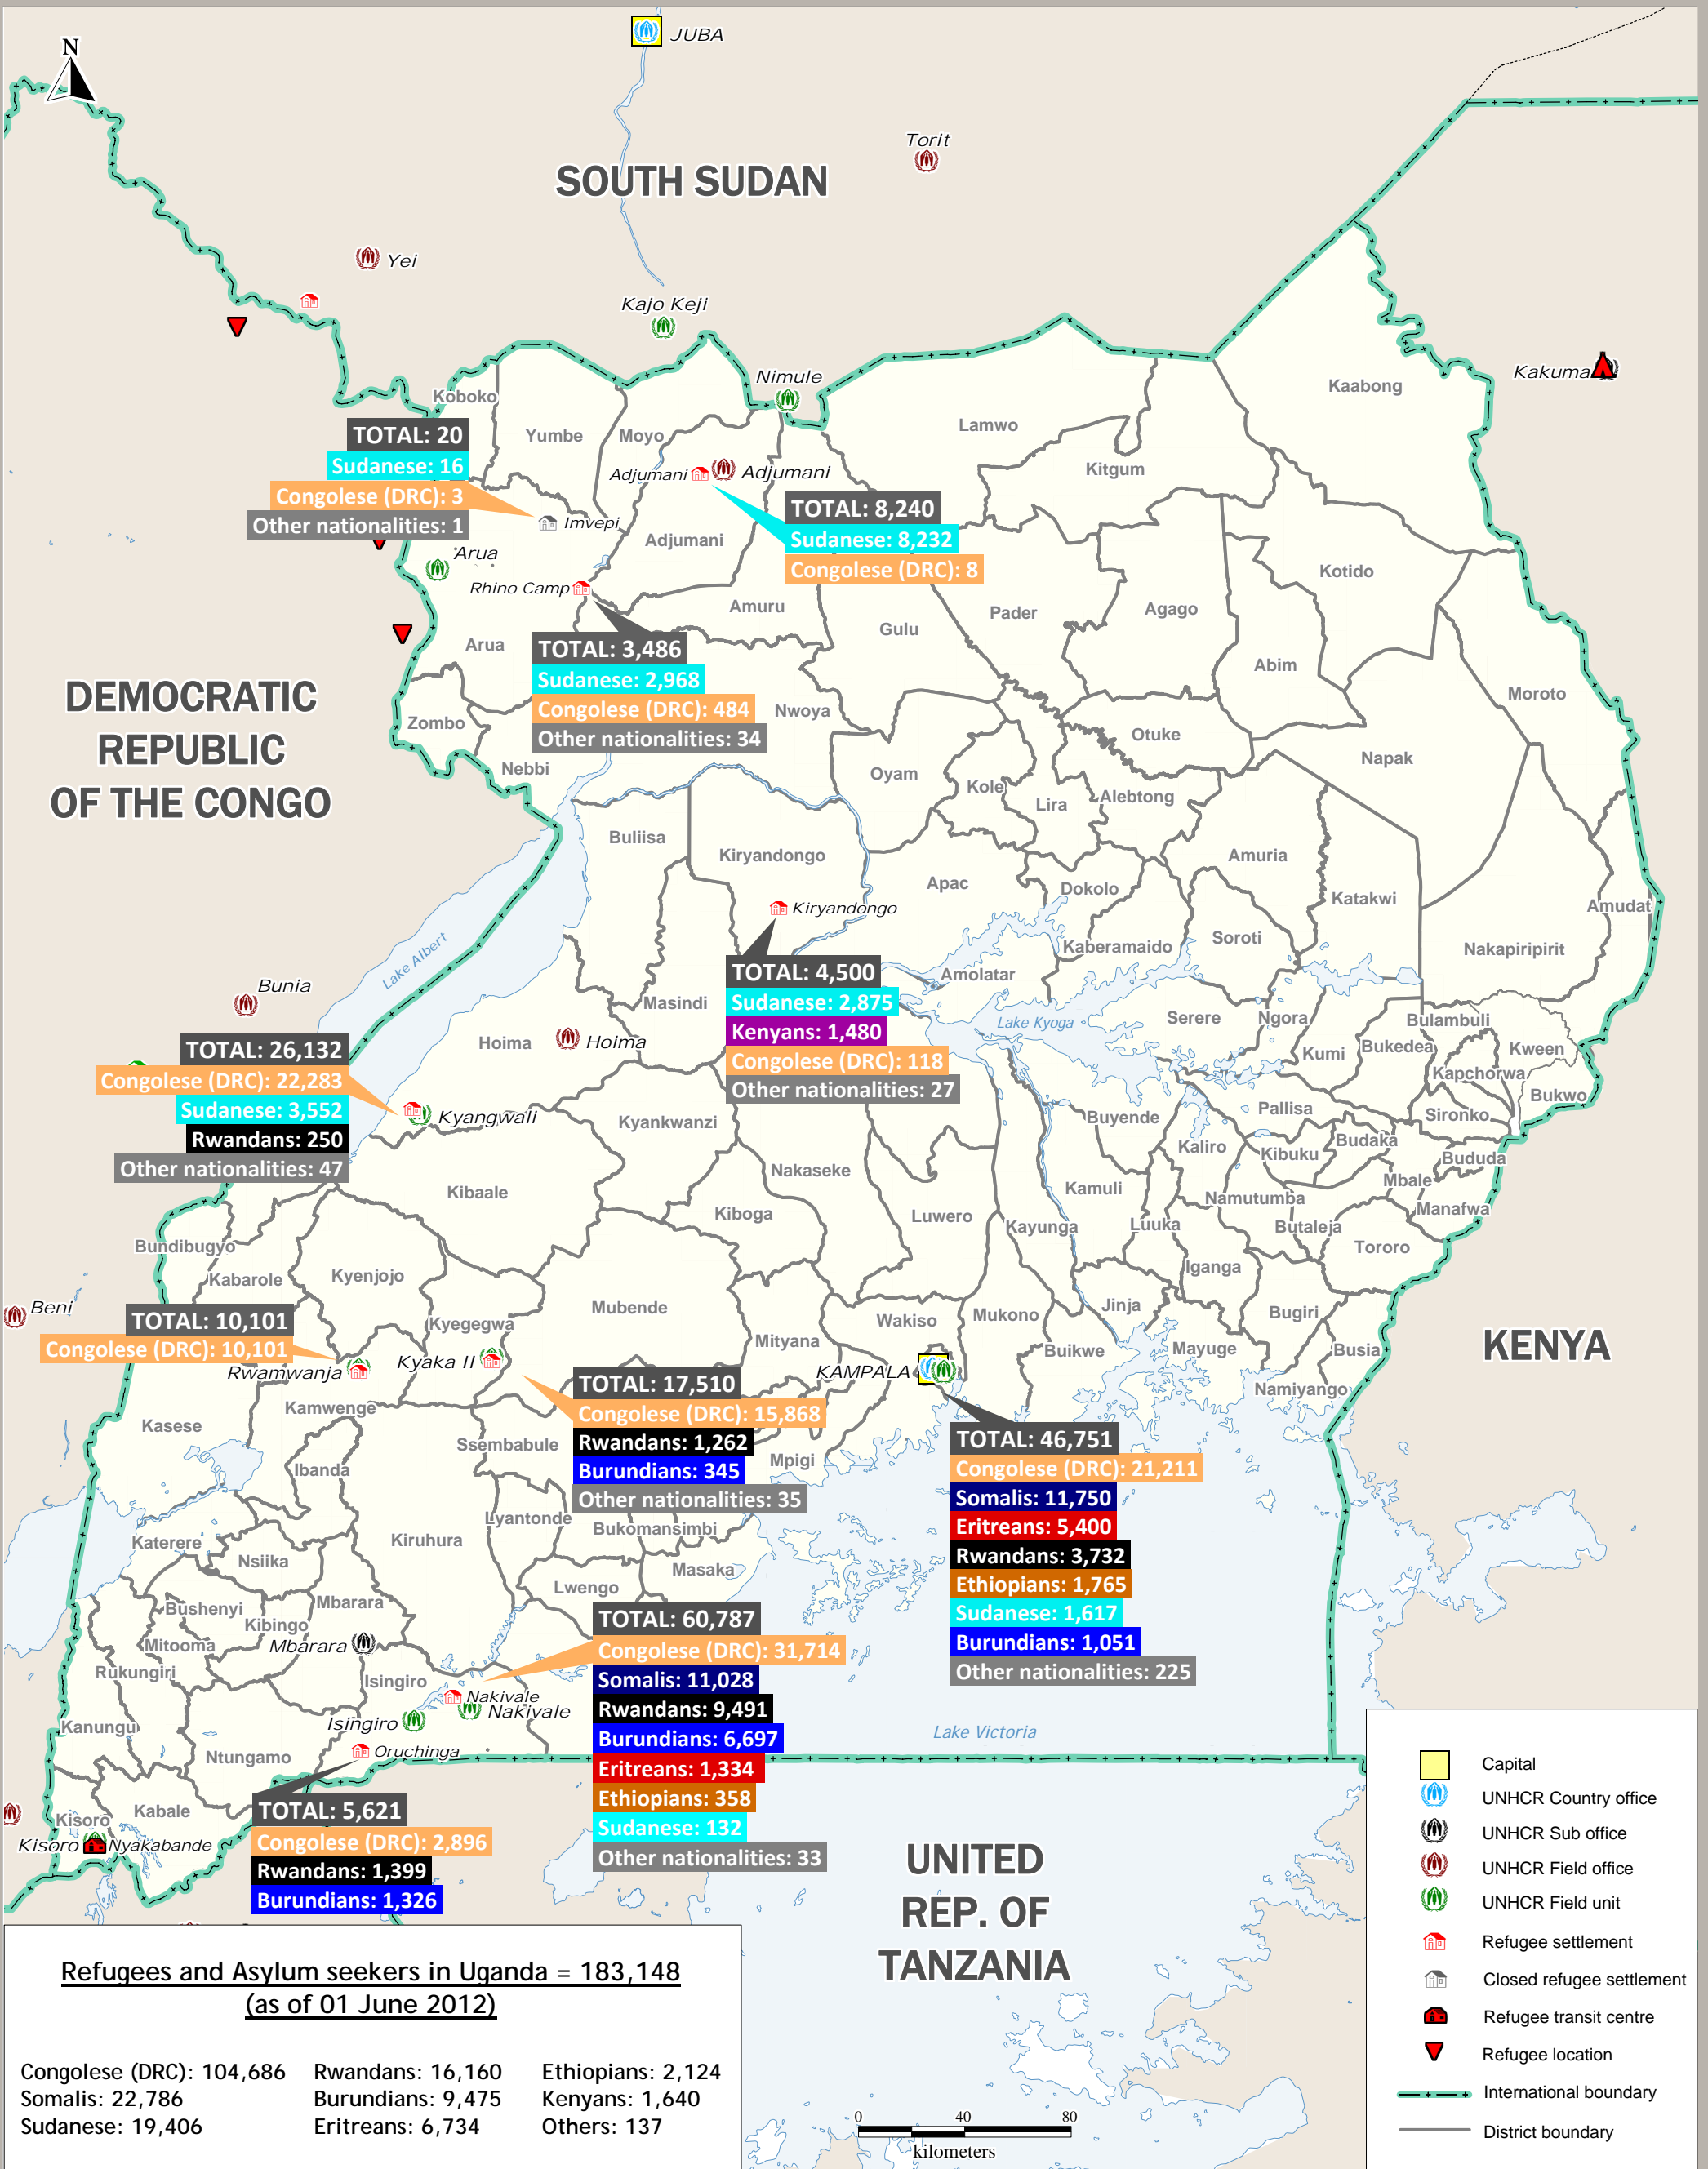 N
JUBA
Torit
SOUTH SUDAN
Yei
Kajo Keji
Nimule
Kakuma
Kaabong
Koboko
Yumbe
Moyo
Lamwo
Kitgum
TOTAL: 20
Sudanese: 16
Congolese (DRC): 3
Other nationalities: 1
Adjumani
Adjumani
TOTAL: 8,240
Sudanese: 8,232
Congolese (DRC): 8
Imvepi
Adjumani
Arua
Kotido
Rhino Camp
Amuru
Gulu
Pader
Agago
Arua
TOTAL: 3,486
Sudanese: 2,968
Congolese (DRC): 484
Other nationalities: 34
Abim
Moroto
DEMOCRATIC
REPUBLIC
OF THE CONGO
Zombo
Nwoya
Otuke
Napak
Nebbi
Oyam
Kole
Lira
Alebtong
Buliisa
Kiryandongo
Amuria
Apac
Dokolo
Katakwi
Amudat
Kiryandongo
Kaberamaido
Soroti
Nakapiripirit
Lake Albert
TOTAL: 4,500
Sudanese: 2,875
Kenyans: 1,480
Congolese (DRC): 118
Other nationalities: 27
Amolatar
Bunia
Masindi
Lake Kyoga
Serere
Ngora
Bulambuli
Hoima
Hoima
Kumi
Bukedea
Kween
Kapchorwa
TOTAL: 26,132
Congolese (DRC): 22,283
Sudanese: 3,552
Rwandans: 250
Other nationalities: 47
Kyangwali
Kyankwanzi
Buyende
Pallisa
Sironko
Bukwo
Kaliro
Kibuku
Budaka
Bududa
Nakaseke
Mbale
Kibaale
Kamuli
Namutumba
Manafwa
Kiboga
Luwero
Kayunga
Luuka
Butaleja
Bundibugyo
Tororo
Kabarole
Kyenjojo
Iganga
Beni
Mubende
Wakiso
Mukono
Jinja
Bugiri
TOTAL: 10,101
Congolese (DRC): 10,101
Kyegegwa
Mityana
Buikwe
Mayuge
Busia
KENYA
Rwamwanja
Kyaka II
KAMPALA
Namiyango
TOTAL: 17,510
Congolese (DRC): 15,868
Rwandans: 1,262
Burundians: 345
Other nationalities: 35
Kamwenge
Kasese
Ssembabule
Mpigi
TOTAL: 46,751
Congolese (DRC): 21,211
Somalis: 11,750
Eritreans: 5,400
Rwandans: 3,732
Ethiopians: 1,765
Sudanese: 1,617
Burundians: 1,051
Other nationalities: 225
Ibanda
Lyantonde
Bukomansimbi
Katerere
Kiruhura
Nsiika
Masaka
Lwengo
Bushenyi
Mbarara
Kibingo
Mitooma
Mbarara
TOTAL: 60,787
Congolese (DRC): 31,714
Somalis: 11,028
Rwandans: 9,491
Burundians: 6,697
Eritreans: 1,334
Ethiopians: 358
Sudanese: 132
Other nationalities: 33
Rukungiri
Isingiro
Nakivale
Nakivale
Isingiro
Kanungu
Ntungamo
Oruchinga
Lake Victoria
Kabale
Kisoro
Kisoro
Nyakabande
TOTAL: 5,621
Congolese (DRC): 2,896
Rwandans: 1,399
Burundians: 1,326
UNITED
REP. OF
TANZANIA
Refugees and Asylum seekers in Uganda = 183,148
(as of 01 June 2012)
Congolese (DRC): 104,686 Rwandans: 16,160 Ethiopians: 2,124
Somalis: 22,786 Burundians: 9,475 Kenyans: 1,640
Sudanese: 19,406 Eritreans: 6,734 Others: 137
0 40 80
kilometers
Capital
UNHCR Country office
UNHCR Sub office
UNHCR Field office
UNHCR Field unit
Refugee settlement
Closed refugee settlement
Refugee transit centre
Refugee location
International boundary
District boundary